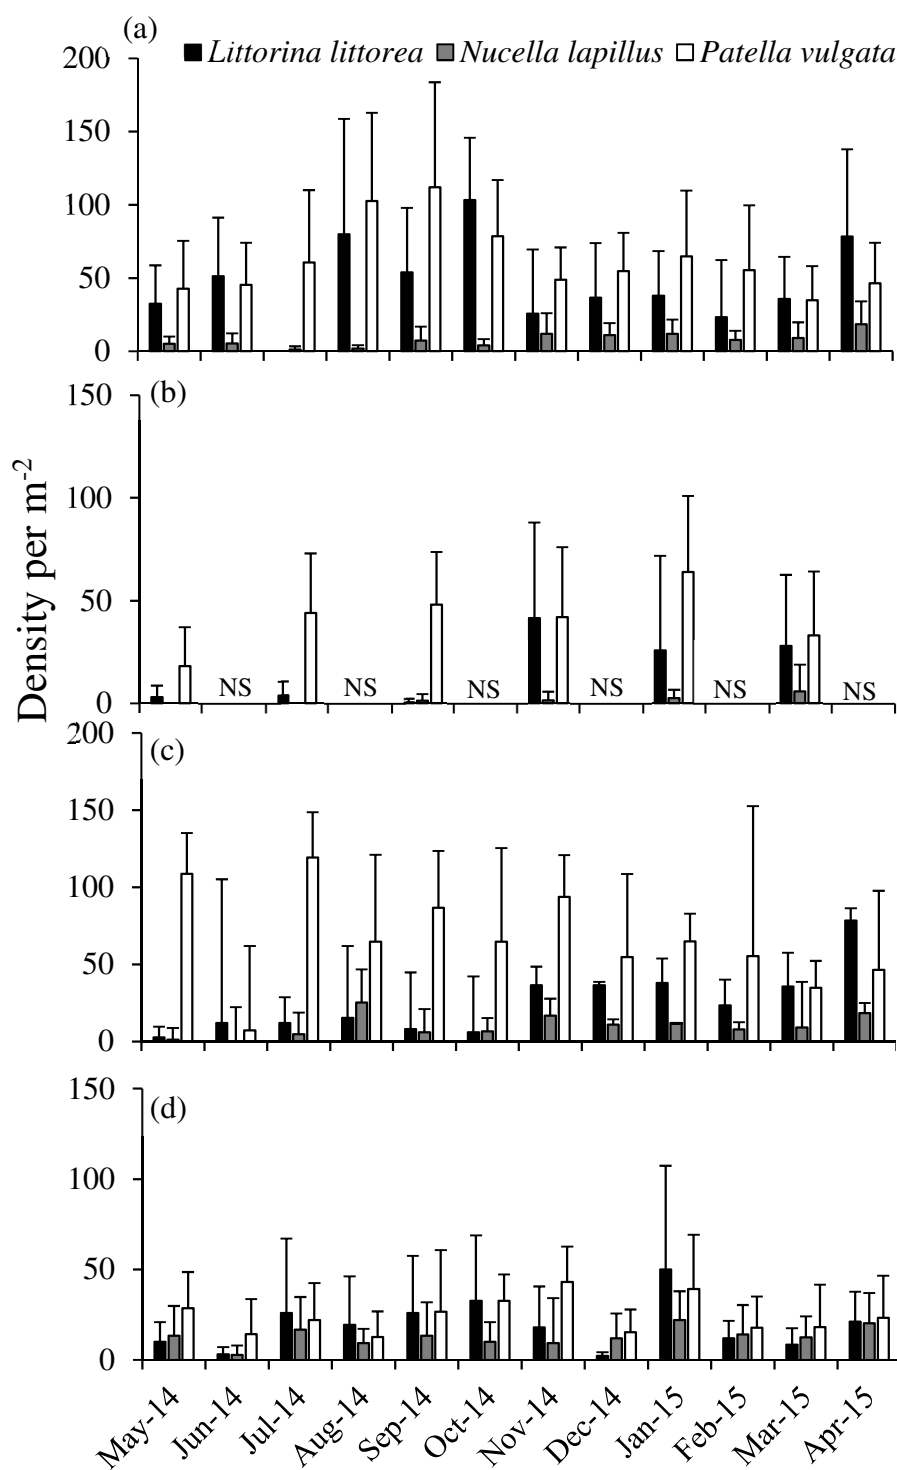 (a)
Littorina littorea Nucella lapillus Patella vulgata
200
150
100
50
0
(b)
150
100
50
0
NS NS NS NS NS NS
Density per m-2
(c)
200
150
100
50
0
(d)
150
100
50
0
May-14 Jun-14 Jul-14 Aug-14 Sep-14 Oct-14 Nov-14 Dec-14 Jan-15 Feb-15 Mar-15 Apr-15